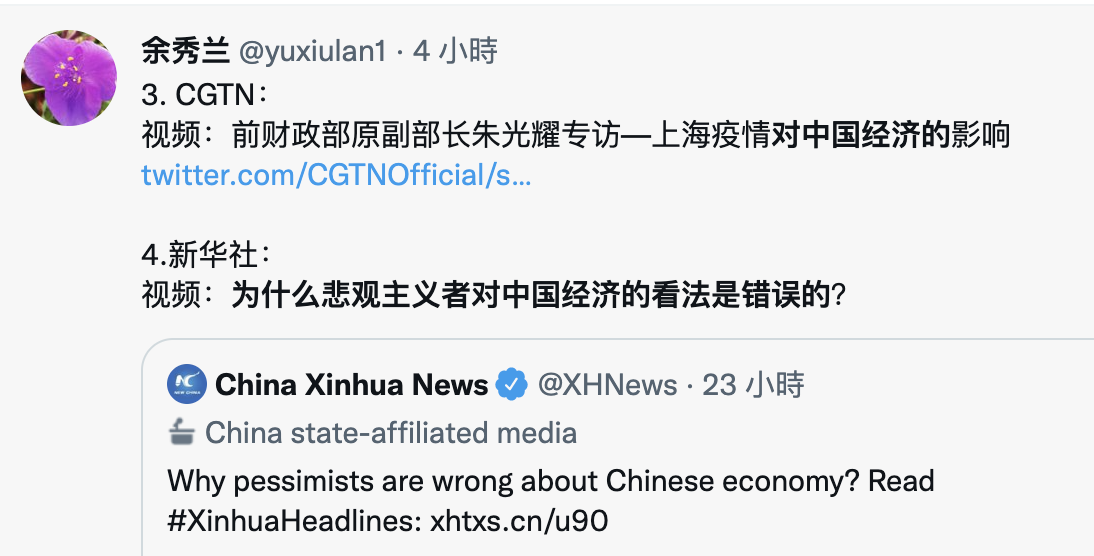 余秀兰 @yuxiulan1 · 4 小時
3. CGTN：
视频：前财政部原副部长朱光耀专访—上海疫情对中国经济的影响
twitter.com/CGTNOfficial/s...
4.新华社：
视频：为什么悲观主义者对中国经济的看法是错误的?
China Xinhua News @XHNews · 23 小時
China state-affiliated media
Why pessimists are wrong about Chinese economy? Read
#XinhuaHeadlines: xhtxs.cn/u90